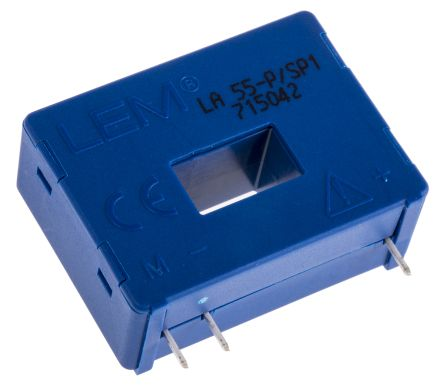 LEM®
LA 55-P/SP1
715042
CE
M - +